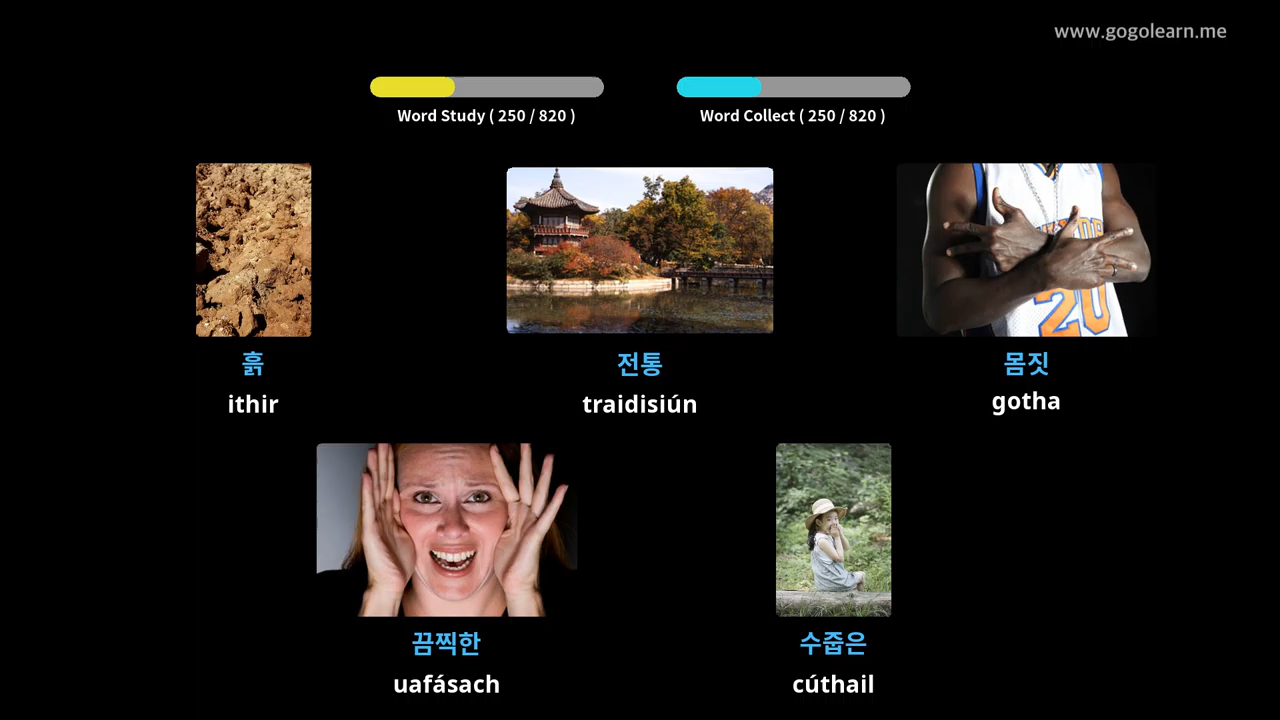 www.gogolearn.me
Word Study ( 250 / 820 )
Word Collect ( 250 / 820 )
흙
ithir
전통
traidisiún
20
몸짓
gotha
끔찍한
uafásach
수줍은
cúthail